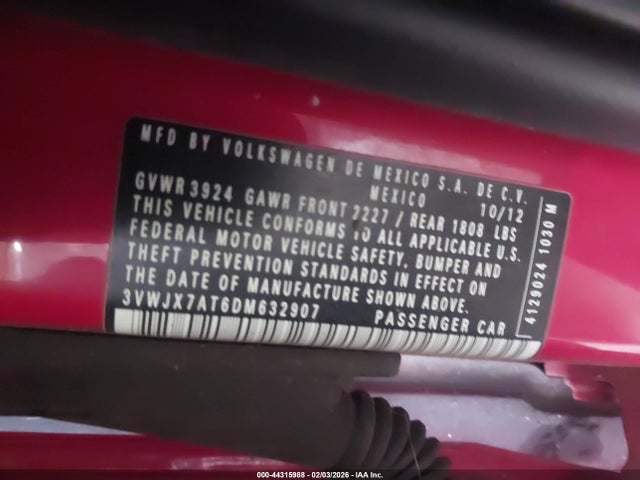 MFD BY VOLKSWAGEN DE MEXICO S.A. DE C.V.
MEXICO
GVWR 3924 GAWR FRONT 2227 / REAR 1808 LBS 10/12
THIS VEHICLE CONFORMS TO ALL APPLICABLE U.S.
FEDERAL MOTOR VEHICLE SAFETY, BUMPER AND
THEFT PREVENTION STANDARDS IN EFFECT ON
THE DATE OF MANUFACTURE SHOWN ABOVE.
3VWJX7AT6DM632907 PASSENGER CAR
4129024 1030 M
000-44315988 - 02/03/2026 - IAA Inc.